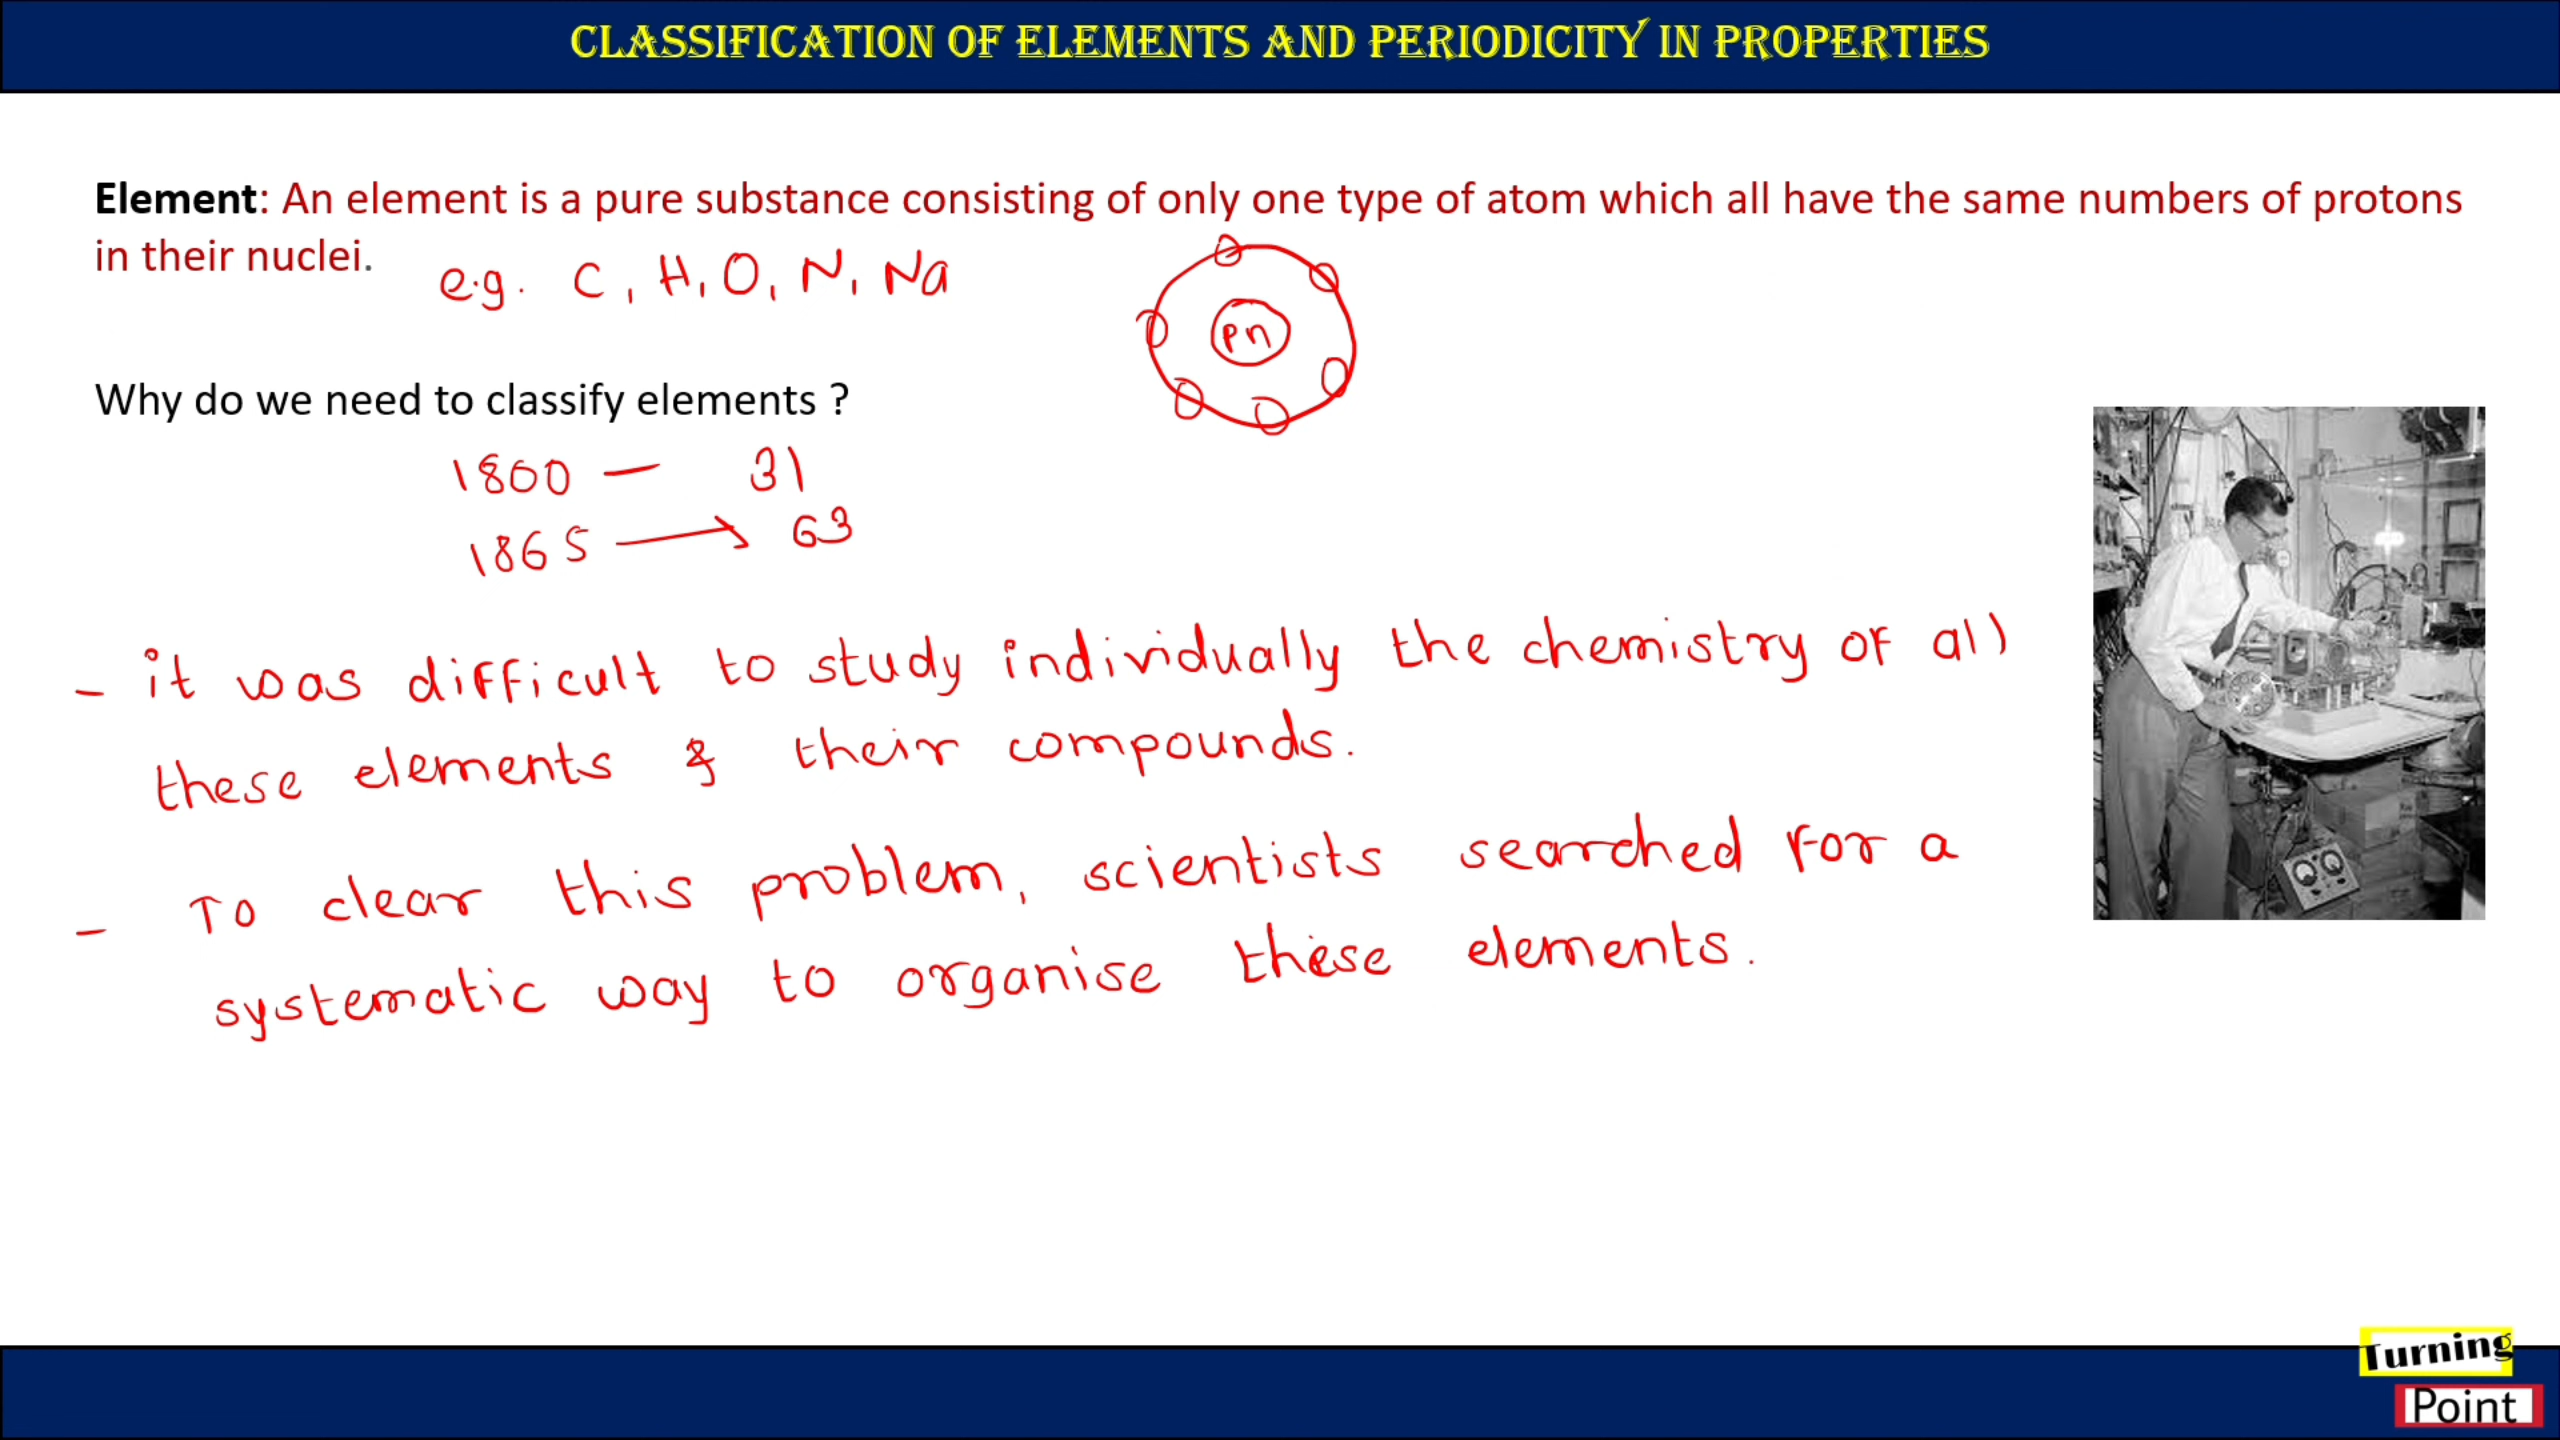 CLASSIFICATION OF ELEMENTS AND PERIODICITY IN PROPERTIES
Element: An element is a pure substance consisting of only one type of atom which all have the same numbers of protons
in their nuclei.
e.g. C, H, O, N, Na
pn
Why do we need to classify elements ?
1800 — 31
1865 → 63
- it was difficult to study individually the chemistry of all
these elements & their compounds.
- To clear this problem, scientists searched for a
systematic way to organise these elements.
Turning
Point